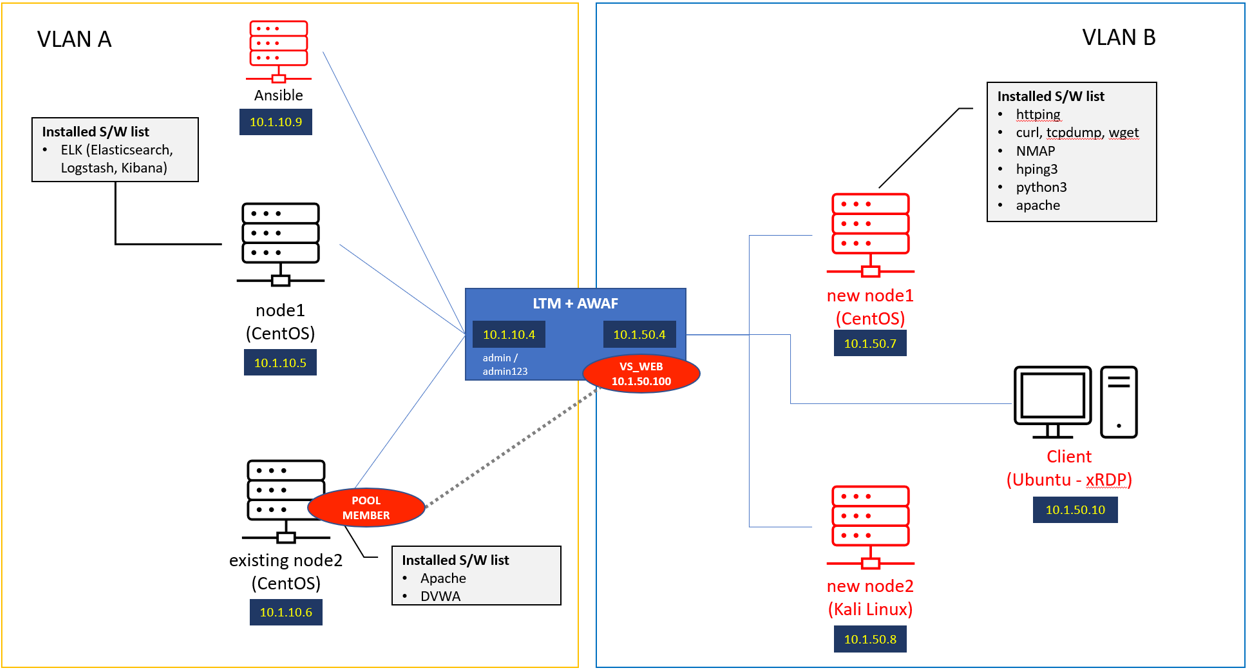 VLAN A
Ansible
10.1.10.9
Installed S/W list
• ELK (Elasticsearch,
Logstash, Kibana)
node1
(CentOS)
10.1.10.5
existing node2
(CentOS)
10.1.10.6
POOL
MEMBER
Installed S/W list
• Apache
• DVWA
LTM + AWAF
10.1.10.4
10.1.50.4
admin /
admin123
VS_WEB
10.1.50.100
VLAN B
Installed S/W list
• httping
• curl, tcpdump, wget
• NMAP
• hping3
• python3
• apache
new node1
(CentOS)
10.1.50.7
Client
(Ubuntu - xRDP)
10.1.50.10
new node2
(Kali Linux)
10.1.50.8